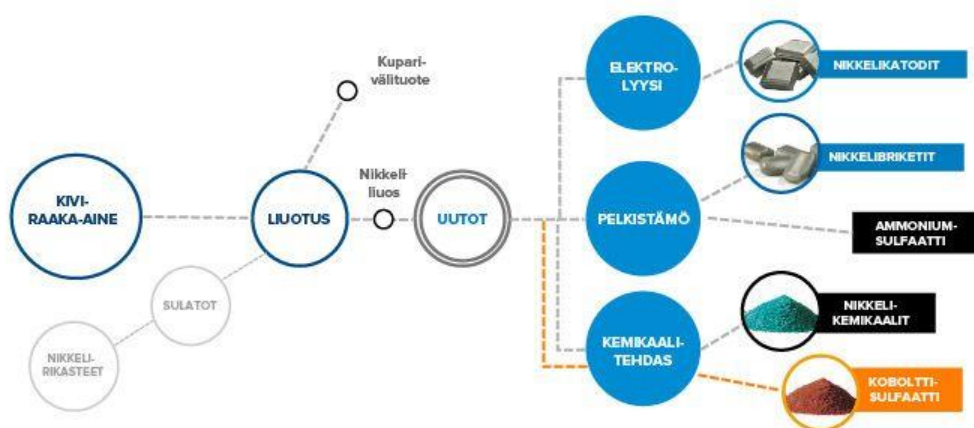 KIVI-
RAAKA-AINE
LIUOTUS
Kupari-
välituote
Nikkeli-
liuos
UUTOT
SULATOT
NIKKELI-
RIKASTEET
ELEKTRO-
LYYSI
NIKKELIKATODIT
PELKISTÄMÖ
NIKKELIBRIKETIT
AMMONIUM-
SULFAATTI
KEMIKAALI-
TEHDAS
NIKKELI-
KEMIKAALIT
KOBOLTTI-
SULFAATTI